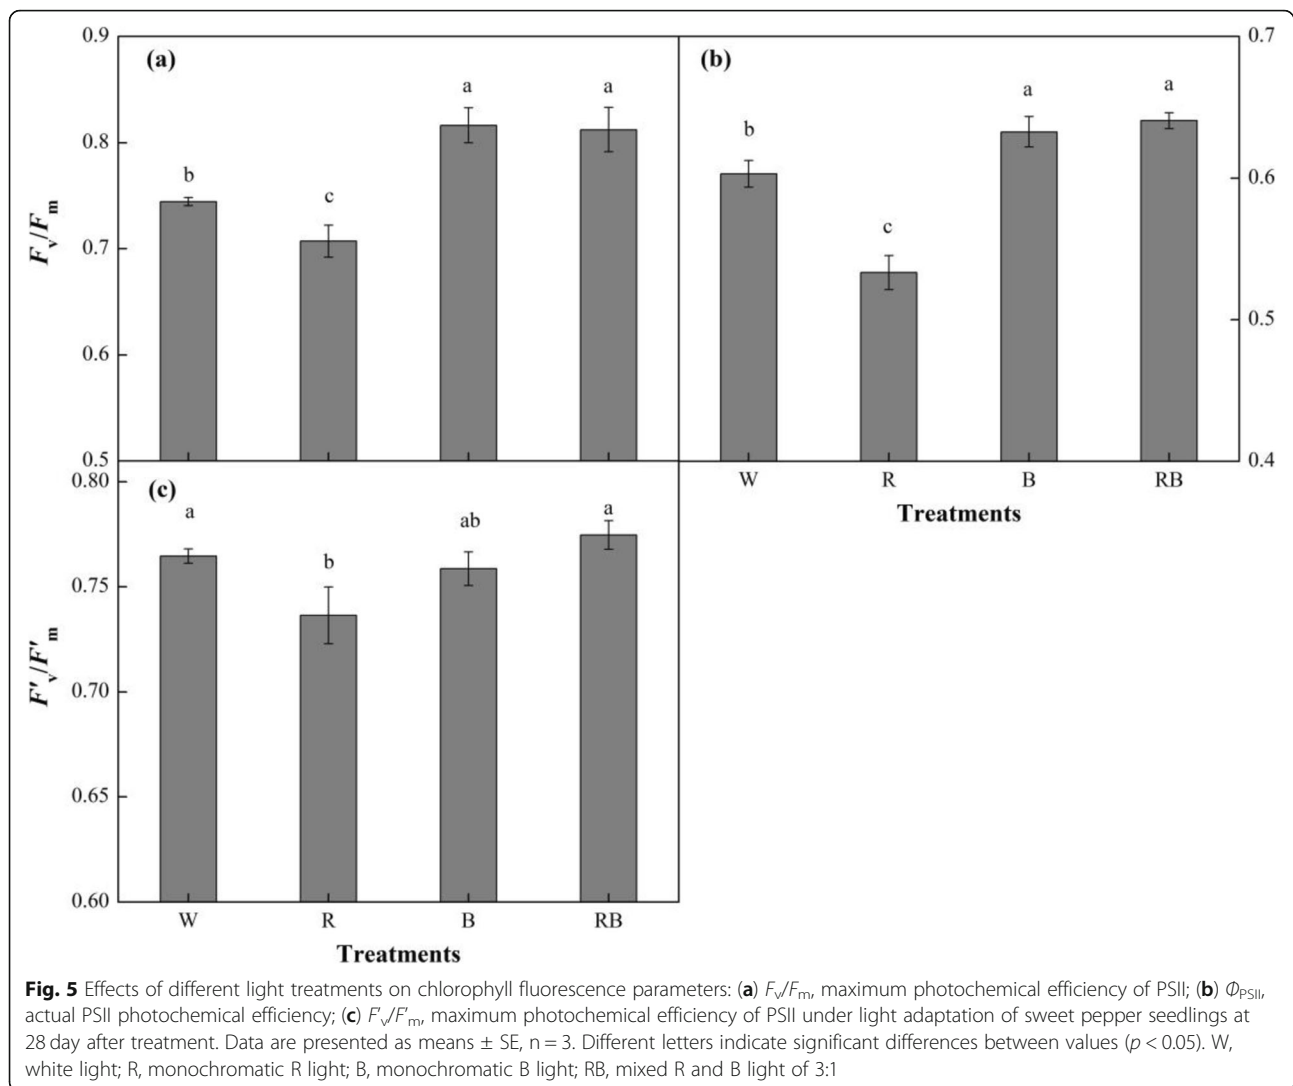 (a)
0.9
0.8
0.7
0.6
0.5
Fv/Fm
b
c
a
a
(b)
0.7
0.6
0.5
0.4
b
c
a
a
W R B RB
Treatments
(c)
0.80
0.75
0.70
0.65
0.60
F'v/F'm
a
b
ab
a
W R B RB
Treatments
Fig. 5 Effects of different light treatments on chlorophyll fluorescence parameters: (a) Fv/Fm, maximum photochemical efficiency of PSII; (b) ΦPSII,
actual PSII photochemical efficiency; (c) F'v/F'm, maximum photochemical efficiency of PSII under light adaptation of sweet pepper seedlings at
28 day after treatment. Data are presented as means ± SE, n = 3. Different letters indicate significant differences between values (p < 0.05). W,
white light; R, monochromatic R light; B, monochromatic B light; RB, mixed R and B light of 3:1